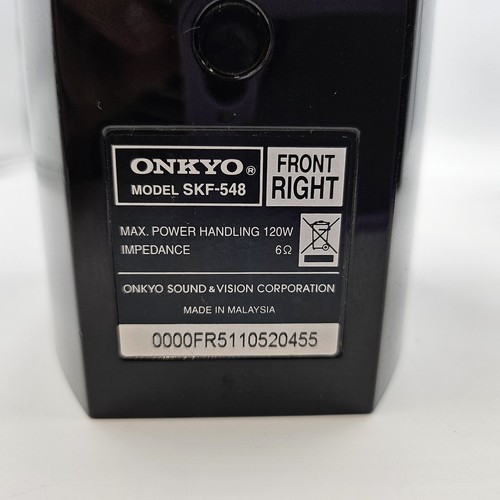 ONKYO®
MODEL SKF-548
FRONT
RIGHT
MAX. POWER HANDLING 120W
IMPEDANCE 6Ω
ONKYO SOUND & VISION CORPORATION
MADE IN MALAYSIA
0000FR5110520455